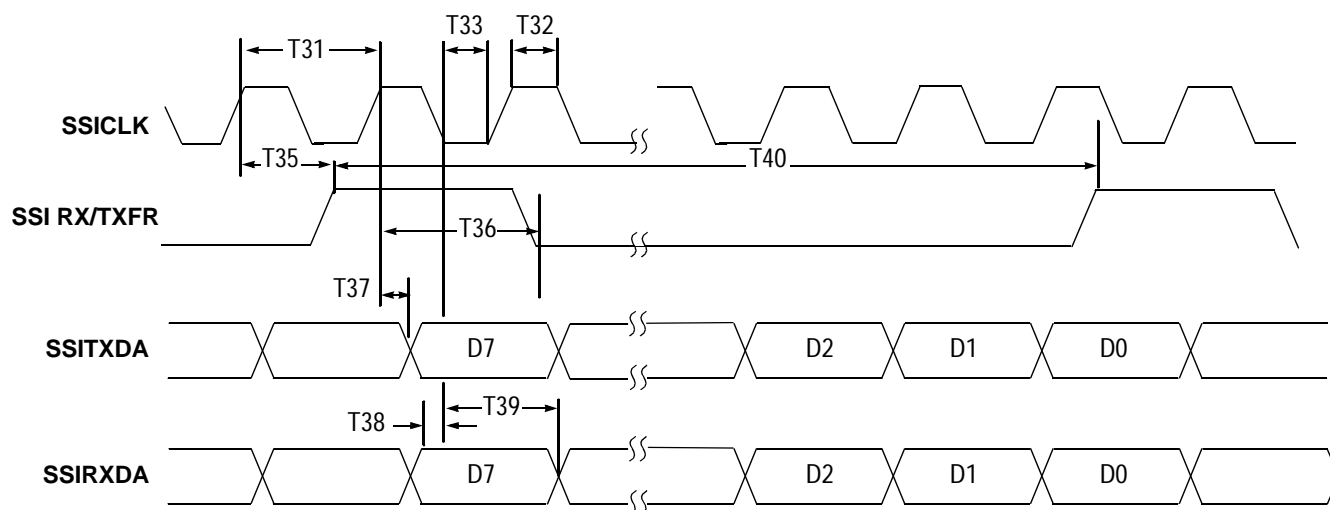 T33
T32
T31
SSICLK
T35
T40
SSI RX/TXFR
T36
T37
SSITXDA
D7
D2
D1
D0
T38
T39
SSIRXDA
D7
D2
D1
D0